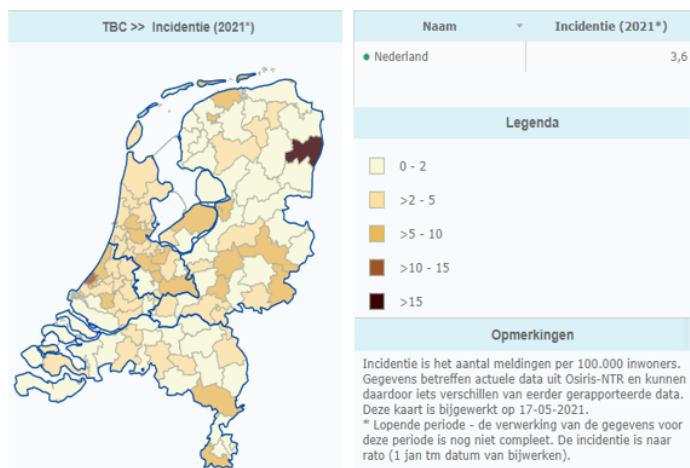 TBC >> Incidentie (2021*)
Naam Incidentie (2021*)
Nederland 3,6
Legenda
0 - 2
>2 - 5
>5 - 10
>10 - 15
>15
Opmerkingen
Incidentie is het aantal meldingen per 100.000 inwoners.
Gegevens betreffen actuele data uit Osiris-NTR en kunnen
daardoor iets verschillen van eerder gerapporteerde data.
Deze kaart is bijgewerkt op 17-05-2021.
* Lopende periode - de verwerking van de gegevens voor
deze periode is nog niet compleet. De incidentie is naar
rato (1 jan tm datum van bijwerken).